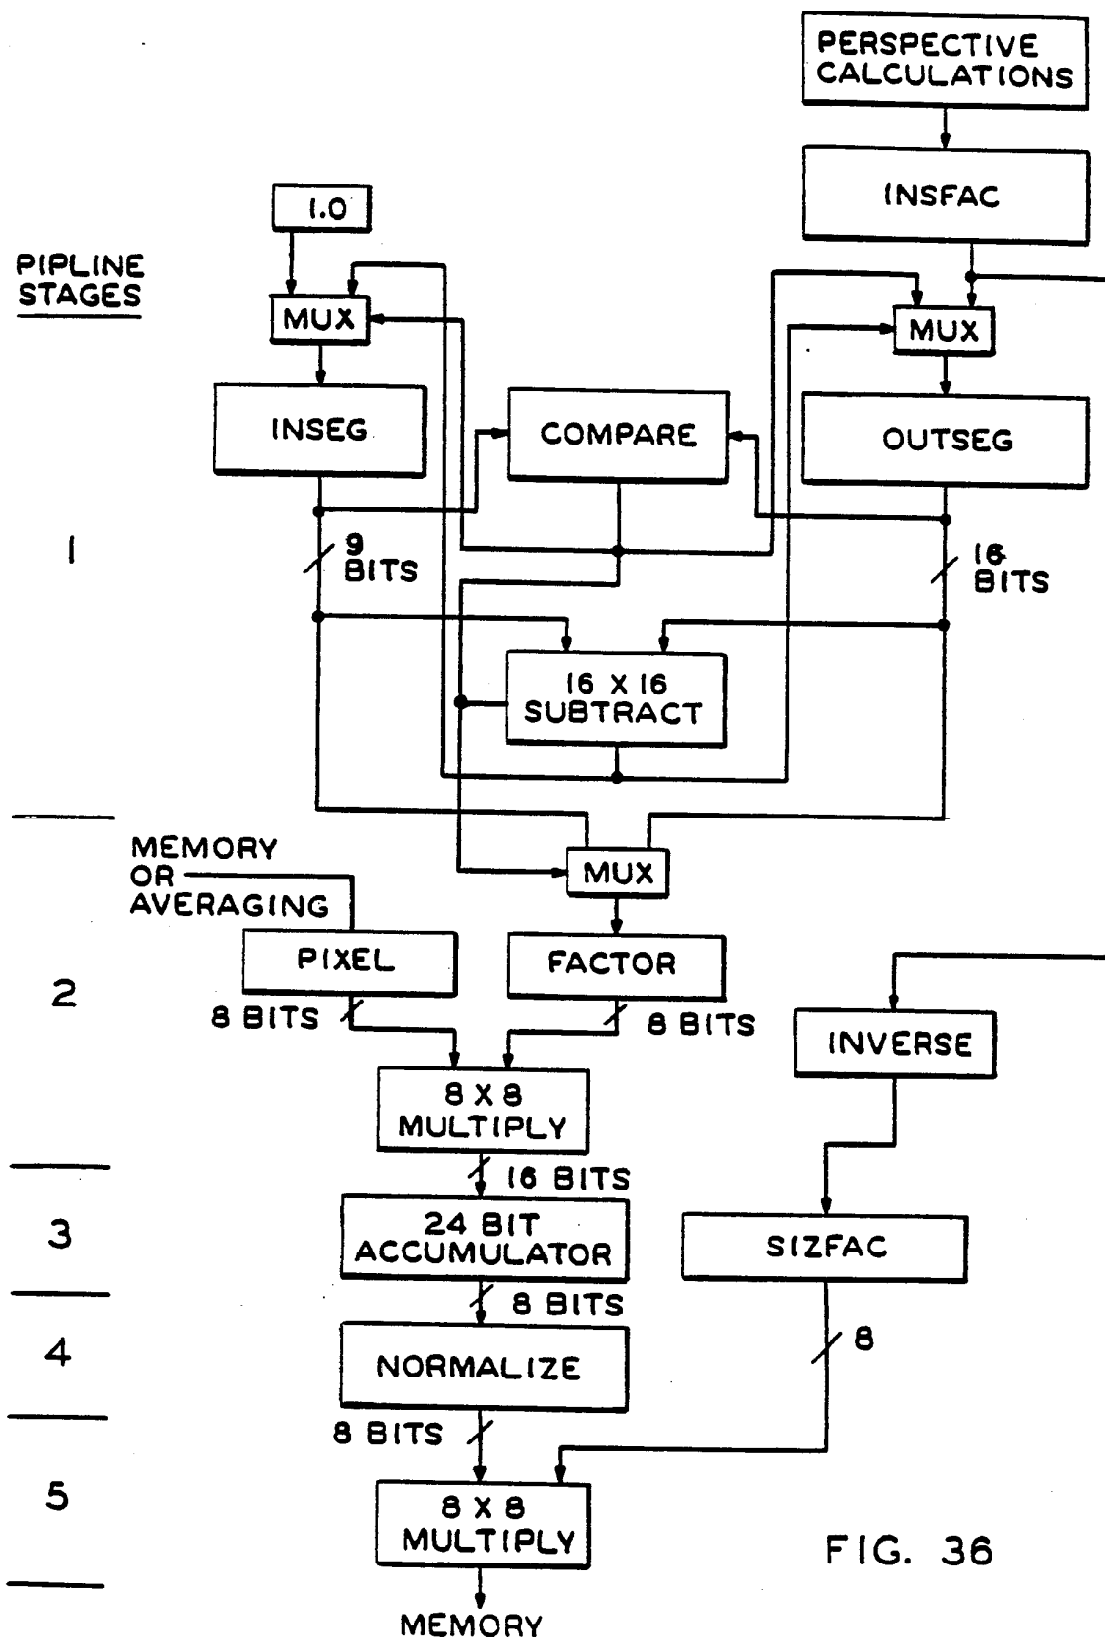 PERSPECTIVE
CALCULATIONS
INSFAC
1.0
PIPLINE
STAGES
MUX
MUX
INSEG
COMPARE
OUTSEG
1
9
BITS
16
BITS
16 X 16
SUBTRACT
MEMORY
OR
AVERAGING
MUX
2
PIXEL
FACTOR
8 BITS
8 BITS
INVERSE
8 X 8
MULTIPLY
16 BITS
3
24 BIT
ACCUMULATOR
SIZFAC
8 BITS
4
NORMALIZE
8
8 BITS
5
8 X 8
MULTIPLY
FIG. 36
MEMORY